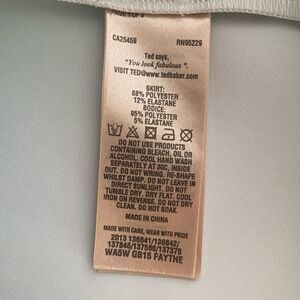 CA25459 RN95229
Ted says,
"You look fabulous".
VISIT TED@www.tedbaker.com
SKIRT:
88% POLYESTER
12% ELASTANE
BODICE:
95% POLYESTER
5% ELASTANE
DO NOT USE PRODUCTS
CONTAINING BLEACH, OIL OR
ALCOHOL. COOL HAND WASH
SEPARATELY AT 30C, INSIDE
OUT. DO NOT WRING. RE-SHAPE
WHILST DAMP. DO NOT LEAVE IN
DIRECT SUNLIGHT. DO NOT
TUMBLE DRY. DRY FLAT. COOL
IRON ON REVERSE. DO NOT DRY
CLEAN. DO NOT SOAK.
MADE IN CHINA
MADE WITH CARE, WEAR WITH PRIDE
2013 136841/136842/
137845/137566/137375
WA5W GB15 FAYTHE